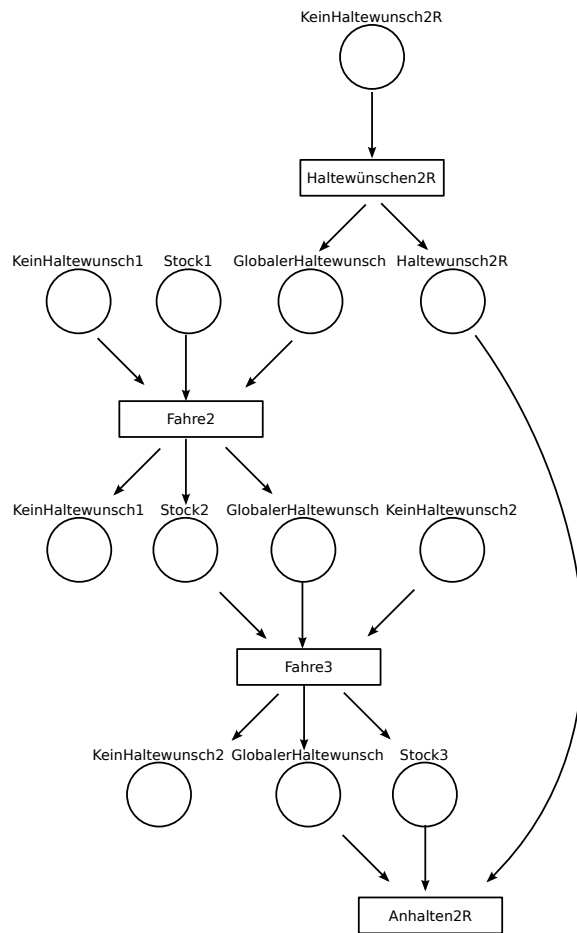 KeinHaltewunsch2R
Haltewünschen2R
KeinHaltewunsch1 Stock1 GlobalerHaltewunsch Haltewunsch2R
Fahre2
KeinHaltewunsch1 Stock2 GlobalerHaltewunsch KeinHaltewunsch2
Fahre3
KeinHaltewunsch2 GlobalerHaltewunsch Stock3
Anhalten2R